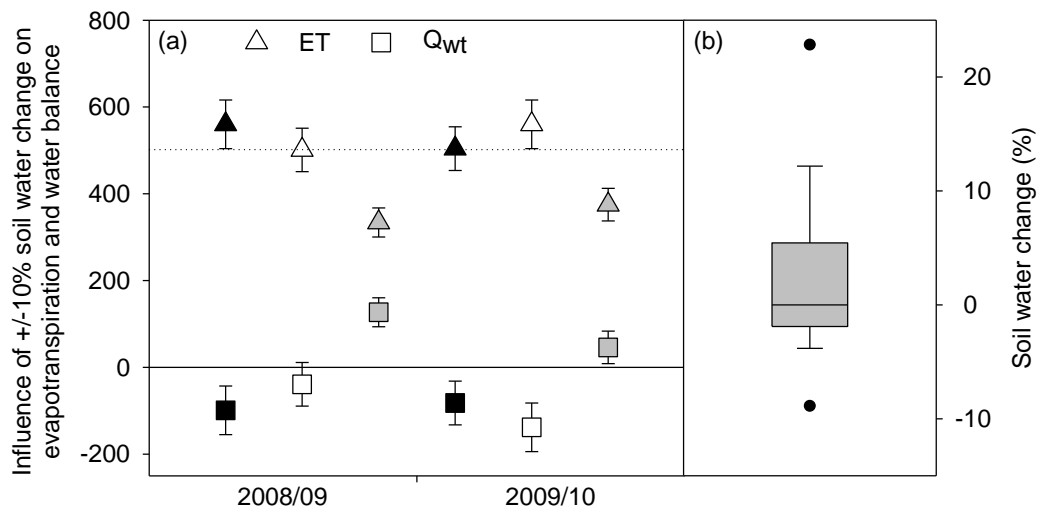 Influence of +/-10% soil water change on
evapotranspiration and water balance
800
600
400
200
0
-200
(a)
ET
Qwt
2008/09
2009/10
(b)
20
10
0
-10
Soil water change (%)